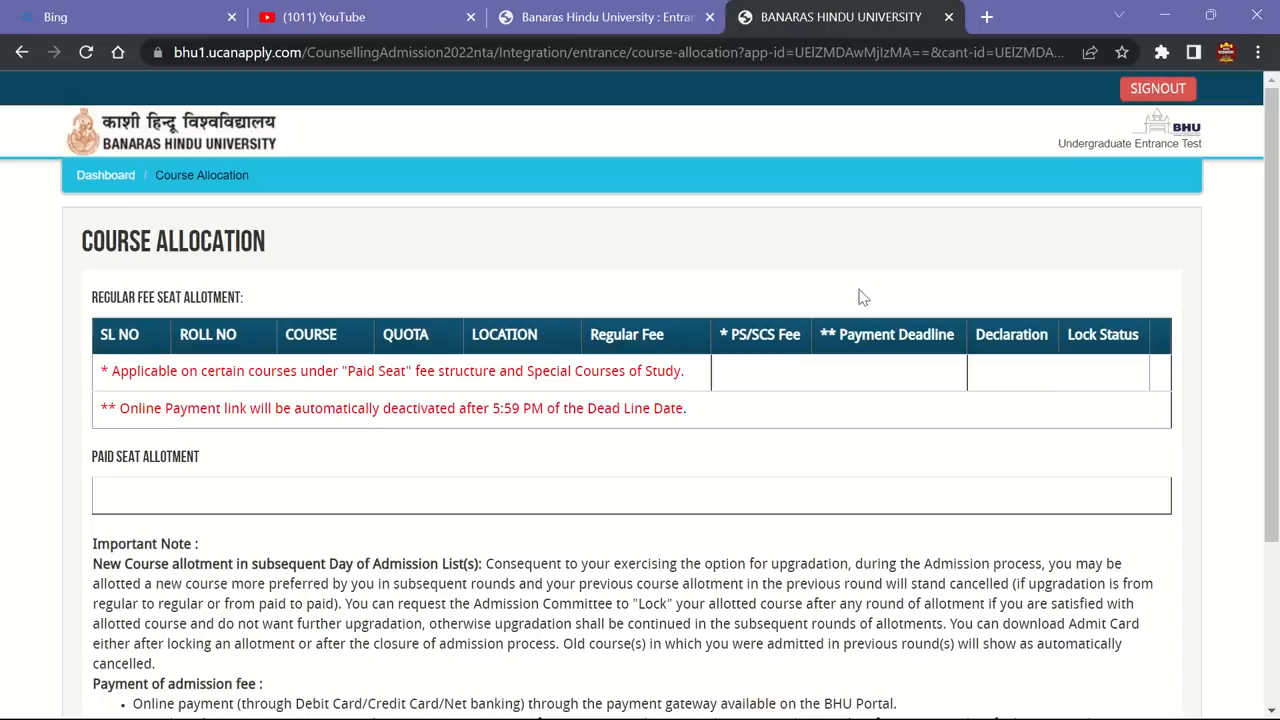 Bing
(1011) YouTube
Banaras Hindu University : Entran
BANARAS HINDU UNIVERSITY
bhu1.ucanapply.com/CounsellingAdmission2022nta/Integration/entrance/course-allocation?app-id=UElZMDAwMjIzMA==&cant-id=UElZMDA...
SIGNOUT
काशी हिन्दू विश्वविद्यालय
BANARAS HINDU UNIVERSITY
BHU
Undergraduate Entrance Test
Dashboard / Course Allocation
COURSE ALLOCATION
REGULAR FEE SEAT ALLOTMENT:
SL NO ROLL NO COURSE QUOTA LOCATION Regular Fee * PS/SCS Fee ** Payment Deadline Declaration Lock Status
* Applicable on certain courses under "Paid Seat" fee structure and Special Courses of Study.
** Online Payment link will be automatically deactivated after 5:59 PM of the Dead Line Date.
PAID SEAT ALLOTMENT
Important Note :
New Course allotment in subsequent Day of Admission List(s): Consequent to your exercising the option for upgradation, during the Admission process, you may be
allotted a new course more preferred by you in subsequent rounds and your previous course allotment in the previous round will stand cancelled (if upgradation is from
regular to regular or from paid to paid). You can request the Admission Committee to "Lock" your allotted course after any round of allotment if you are satisfied with
allotted course and do not want further upgradation, otherwise upgradation shall be continued in the subsequent rounds of allotments. You can download Admit Card
either after locking an allotment or after the closure of admission process. Old course(s) in which you were admitted in previous round(s) will show as automatically
cancelled.
Payment of admission fee :
• Online payment (through Debit Card/Credit Card/Net banking) through the payment gateway available on the BHU Portal.